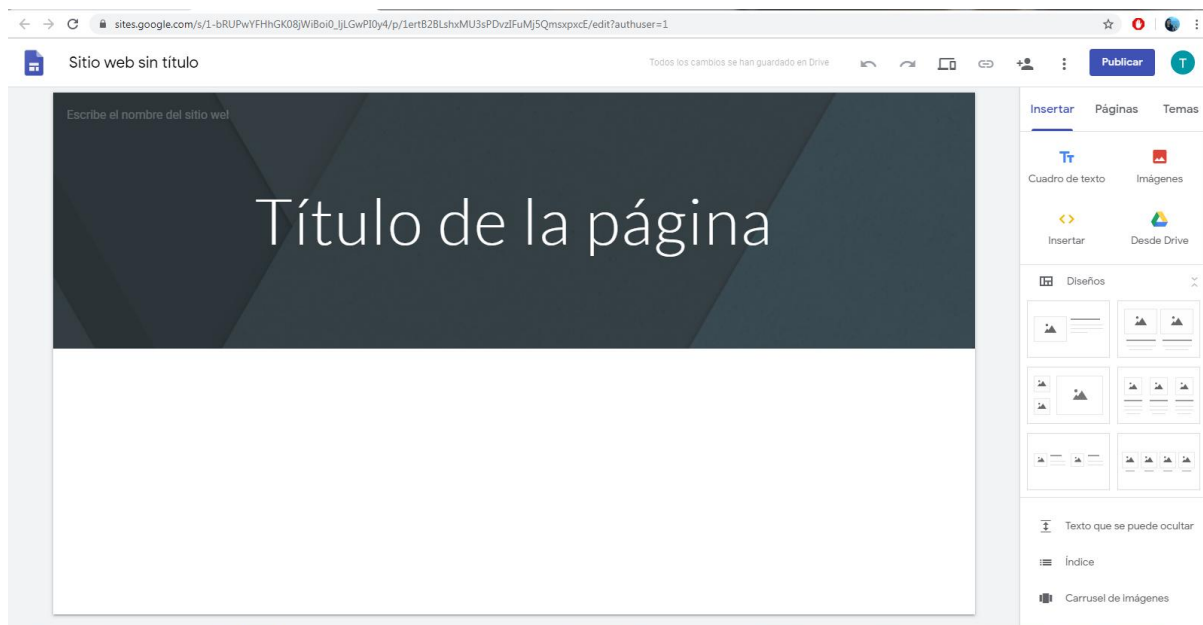 sites.google.com/s/1-bRUPwYFHhGK08jWiBoi0_ljLGwPI0y4/p/1ertB2BLshxMU3sPDvzIFuMj5QmsxpxcE/edit?authuser=1
Sitio web sin título
Todos los cambios se han guardado en Drive
Publicar
T
Escribe el nombre del sitio wel
Título de la página
Insertar Páginas Temas
Tт
Cuadro de texto Imágenes
Insertar Desde Drive
Diseños
Texto que se puede ocultar
Índice
Carrusel de imágenes